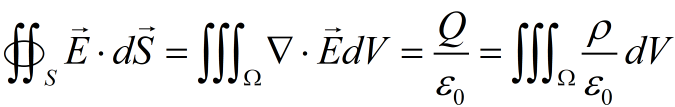 ∯_S E⃗ · dS⃗ = ∭_Ω ∇ · E⃗dV = Q/ε₀ = ∭_Ω ρ/ε₀ dV